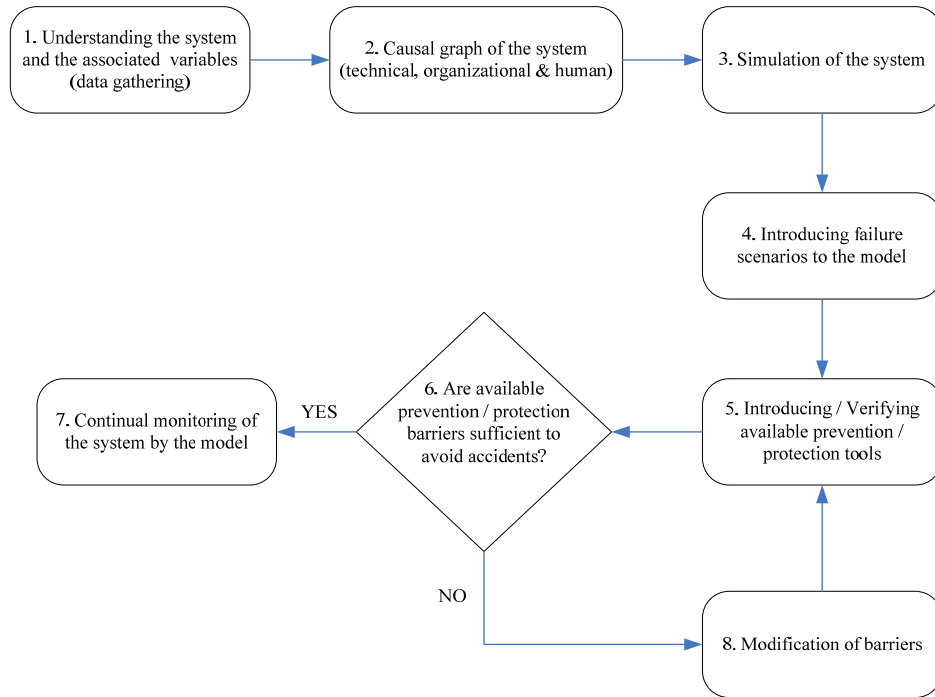 1. Understanding the system
and the associated variables
(data gathering)
2. Causal graph of the system
(technical, organizational & human)
3. Simulation of the system
4. Introducing failure
scenarios to the model
5. Introducing / Verifying
available prevention /
protection tools
6. Are available
prevention / protection
barriers sufficient to
avoid accidents?
YES
7. Continual monitoring of
the system by the model
NO
8. Modification of barriers